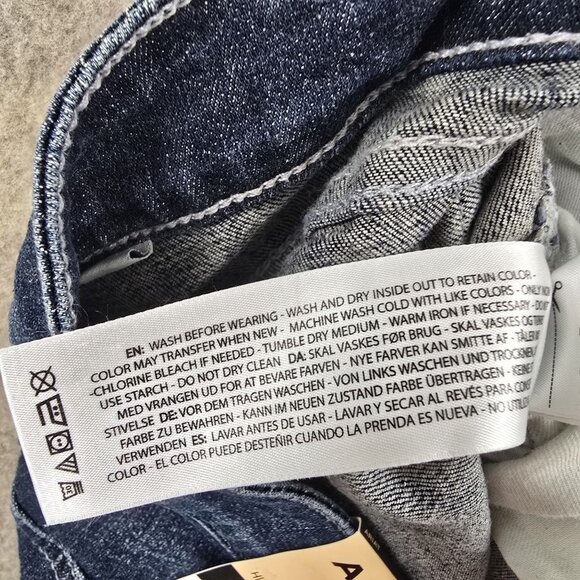 EN: WASH BEFORE WEARING - WASH AND DRY INSIDE OUT TO RETAIN COLOR -
COLOR MAY TRANSFER WHEN NEW - MACHINE WASH COLD WITH LIKE COLORS - ONLY
-CHLORINE BLEACH IF NEEDED - TUMBLE DRY MEDIUM - WARM IRON IF NECESSARY - DO
USE STARCH - DO NOT DRY CLEAN DA: SKAL VASKES FØR BRUG - SKAL VASKES OG
MED VRANGEN UD FOR AT BEVARE FARVEN - NYE FARVER KAN SMITTE AF -
STIVELSE DE: VOR DEM TRAGEN WASCHEN - VON LINKS WASCHEN UND TROCKNEN
FARBE ZU BEWAHREN - KANN IM NEUEN ZUSTAND FARBE ÜBERTRAGEN -
VERWENDEN ES: LAVAR ANTES DE USAR - LAVAR Y SECAR AL REVÉS PARA
COLOR - EL COLOR PUEDE DESTEÑIR CUANDO LA PRENDA ES NUEVA - NO
A